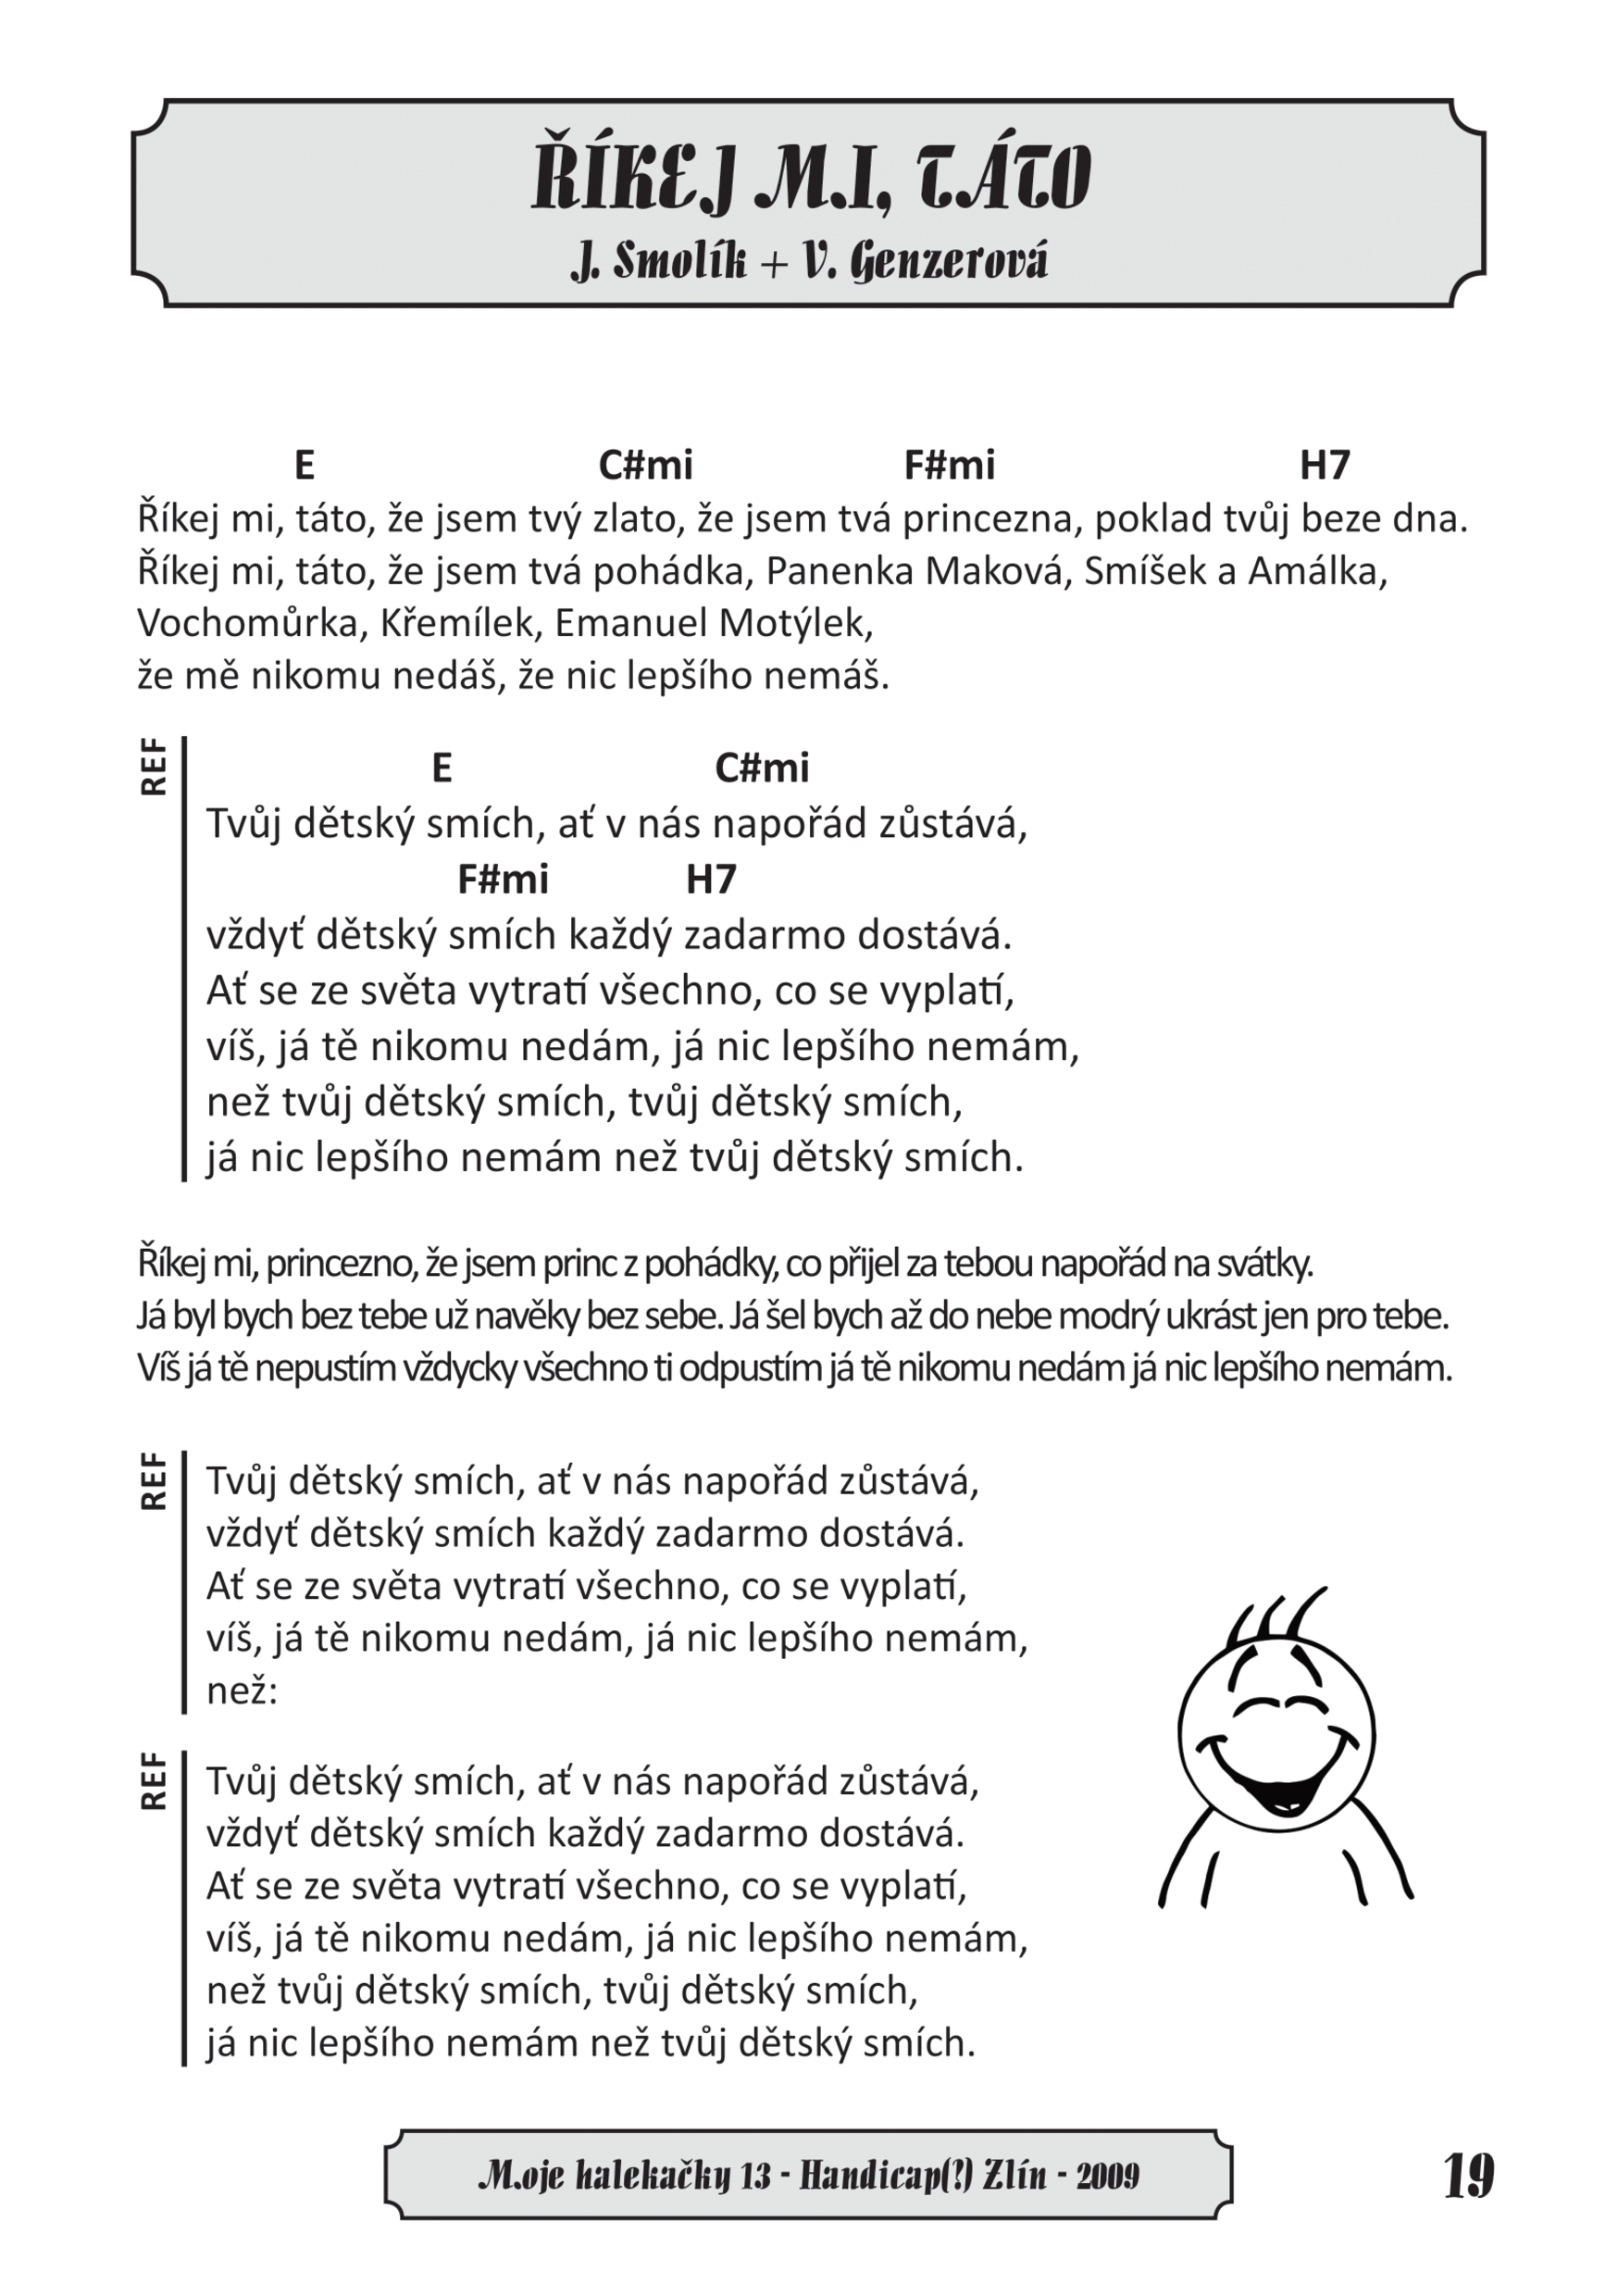 ŘÍKEJ MI, TÁTO
J. Smolík + V. Genzerová
E C#mi F#mi H7
Říkej mi, táto, že jsem tvý zlato, že jsem tvá princezna, poklad tvůj beze dna.
Říkej mi, táto, že jsem tvá pohádka, Panenka Maková, Smíšek a Amálka,
Vochomůrka, Křemílek, Emanuel Motýlek,
že mě nikomu nedáš, že nic lepšího nemáš.
REF
E C#mi
Tvůj dětský smích, ať v nás napořád zůstává,
F#mi H7
vždyť dětský smích každý zadarmo dostává.
Ať se ze světa vytratí všechno, co se vyplatí,
víš, já tě nikomu nedám, já nic lepšího nemám,
než tvůj dětský smích, tvůj dětský smích,
já nic lepšího nemám než tvůj dětský smích.
Říkej mi, princezno, že jsem princ z pohádky, co přijel za tebou napořád na svátky.
Já byl bych bez tebe už navěky bez sebe. Já šel bych až do nebe modrý ukrást jen pro tebe.
Víš já tě nepustím vždycky všechno ti odpustím já tě nikomu nedám já nic lepšího nemám.
REF
Tvůj dětský smích, ať v nás napořád zůstává,
vždyť dětský smích každý zadarmo dostává.
Ať se ze světa vytratí všechno, co se vyplatí,
víš, já tě nikomu nedám, já nic lepšího nemám,
než:
REF
Tvůj dětský smích, ať v nás napořád zůstává,
vždyť dětský smích každý zadarmo dostává.
Ať se ze světa vytratí všechno, co se vyplatí,
víš, já tě nikomu nedám, já nic lepšího nemám,
než tvůj dětský smích, tvůj dětský smích,
já nic lepšího nemám než tvůj dětský smích.
Moje halekačky 13 - Handicap(?) Zlín - 2009
19